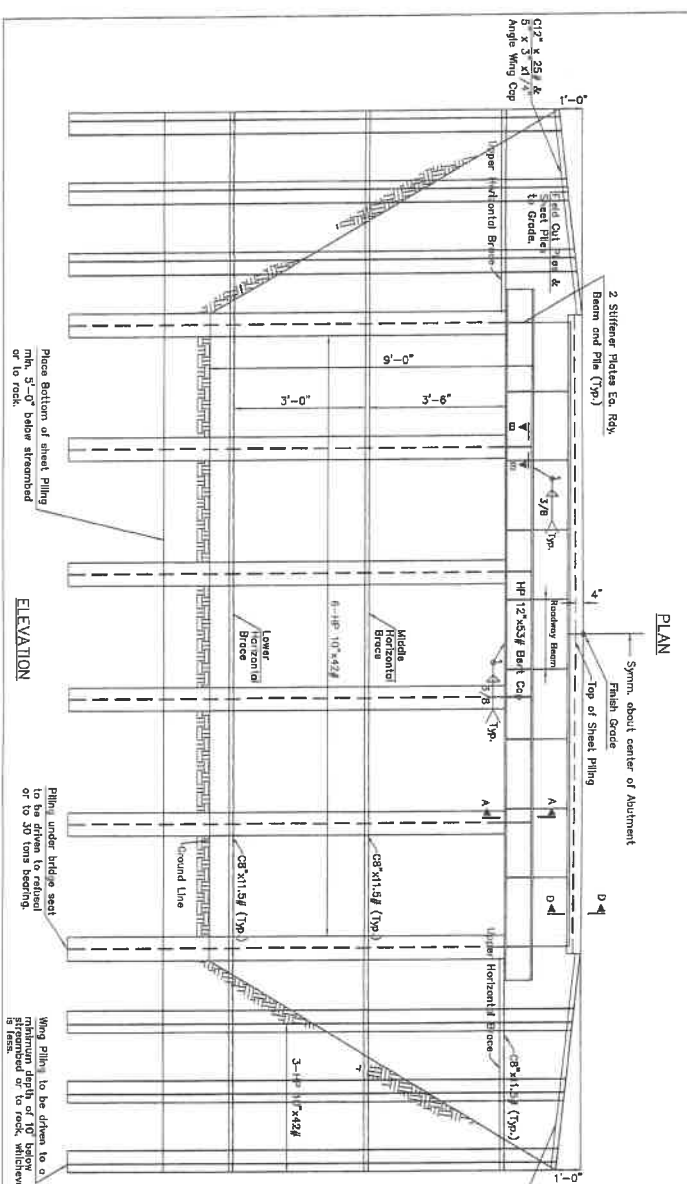 PLAN
Symm. about center of Abutment
Finish Grade
Top of Sheet Piling
4"
1'-0"
C12" x 25# &
5" x 3" x1/4"
Angle Wing Cap
Field Cut Piles &
Sheet Piles
to Grade.
2 Stiffener Plates Ea. Rdy.
Beam and Pile (Typ.)
Upper Horizontal Brace
9'-0"
3'-0"
3'-6"
B
3/8
Typ.
Roadway Beam
HP 12"x53# Bent Cap
3/8
Typ.
A
A
D
D
6-HP 10"x42#
Middle
Horizontal
Brace
Lower
Horizontal
Brace
C8"x11.5# (Typ.)
C8"x11.5# (Typ.)
Ground Line
Upper Horizontal Brace
C8"x11.5# (Typ.)
3-HP 10"x42#
1'-0"
Place Bottom of sheet Piling
min. 5'-0" below streambed
or to rock.
Piling under bridge seat
to be driven to refusal
or to 30 tons bearing.
Wing Piling to be driven to a
minimum depth of 10' below
streambed or to rock, whichever
is less.
ELEVATION